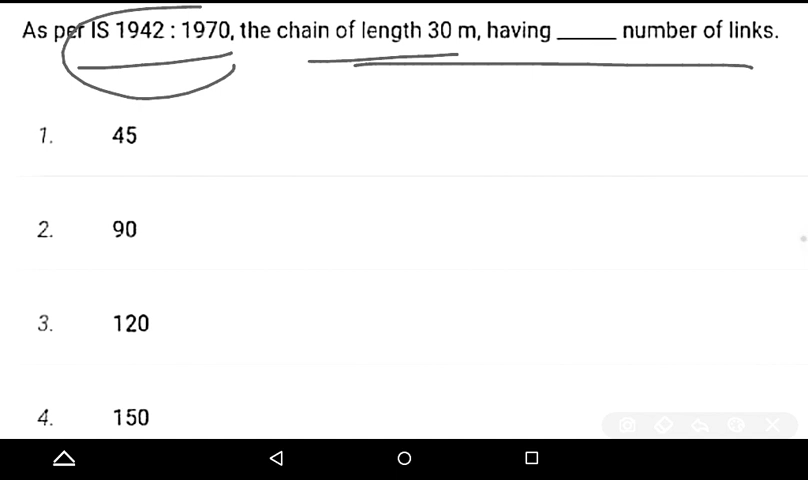 As per IS 1942 : 1970, the chain of length 30 m, having _____ number of links.
1. 45
2. 90
3. 120
4. 150